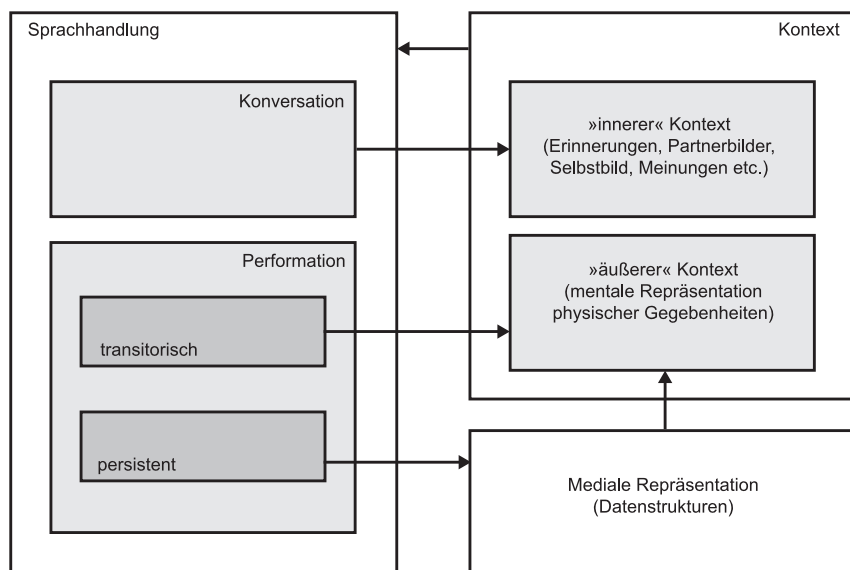 Sprachhandlung
Konversation
Performation
transitorisch
persistent
Kontext
»innerer« Kontext
(Erinnerungen, Partnerbilder,
Selbstbild, Meinungen etc.)
»äußerer« Kontext
(mentale Repräsentation
physischer Gegebenheiten)
Mediale Repräsentation
(Datenstrukturen)